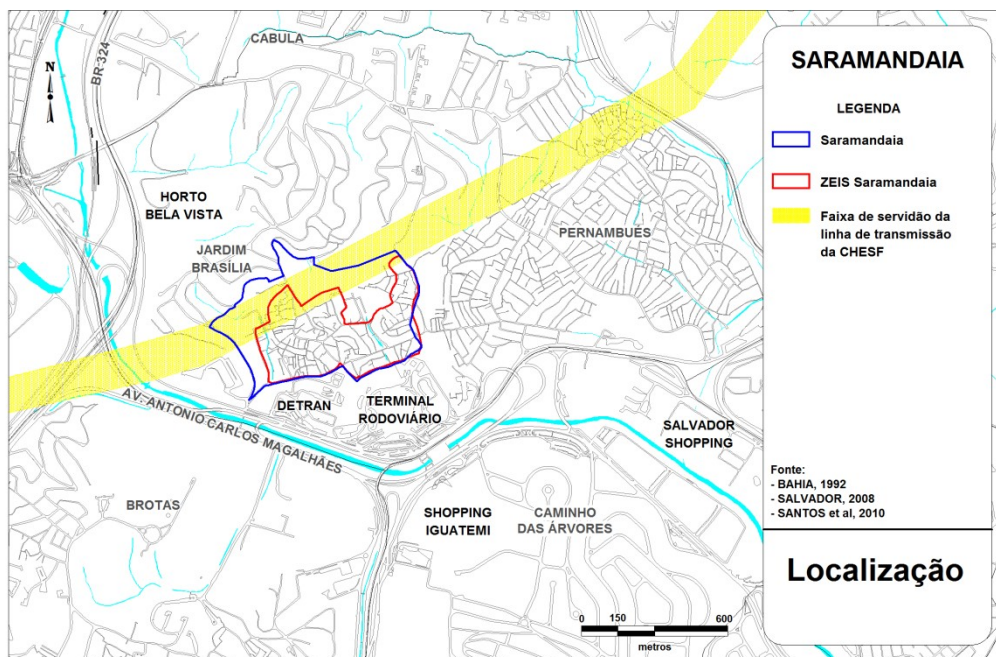 CABULA
BR-324
N
HORTO
BELA VISTA
JARDIM
BRASÍLIA
PERNAMBUÉS
DETRAN
TERMINAL
RODOVIÁRIO
AV. ANTONIO CARLOS MAGALHÃES
SALVADOR
SHOPPING
BROTAS
SHOPPING
IGUATEMI
CAMINHO
DAS ÁRVORES
0 150 600
metros
SARAMANDAIA
LEGENDA
Saramandaia
ZEIS Saramandaia
Faixa de servidão da
linha de transmissão
da CHESF
Fonte:
- BAHIA, 1992
- SALVADOR, 2008
- SANTOS et al, 2010
Localização